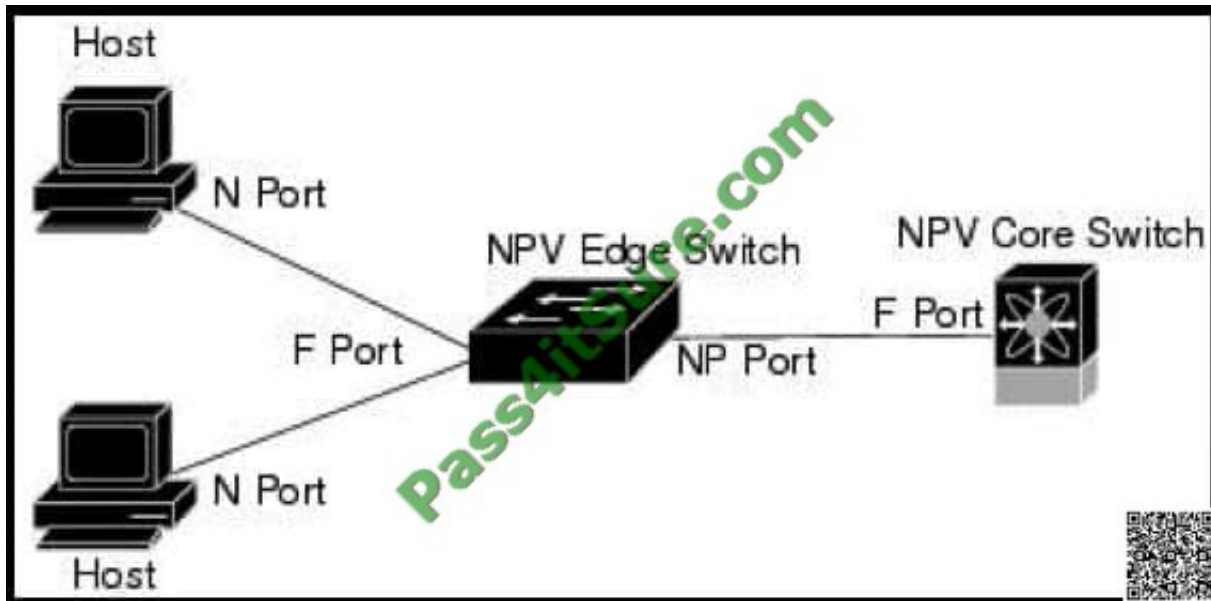 Host
N Port
NPV Edge Switch
NPV Core Switch
F Port
F Port
NP Port
N Port
Host
Pass4itSure.com